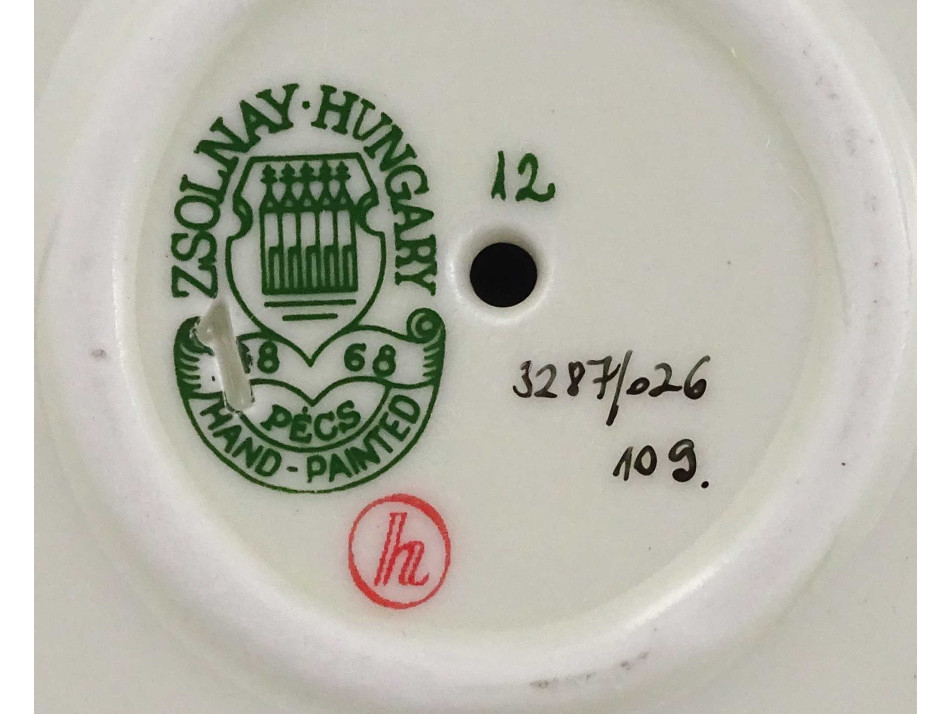 ZSOLNAY·HUNGARY
12
68
PÉCS
HAND-PAINTED
3287/026
109.
h